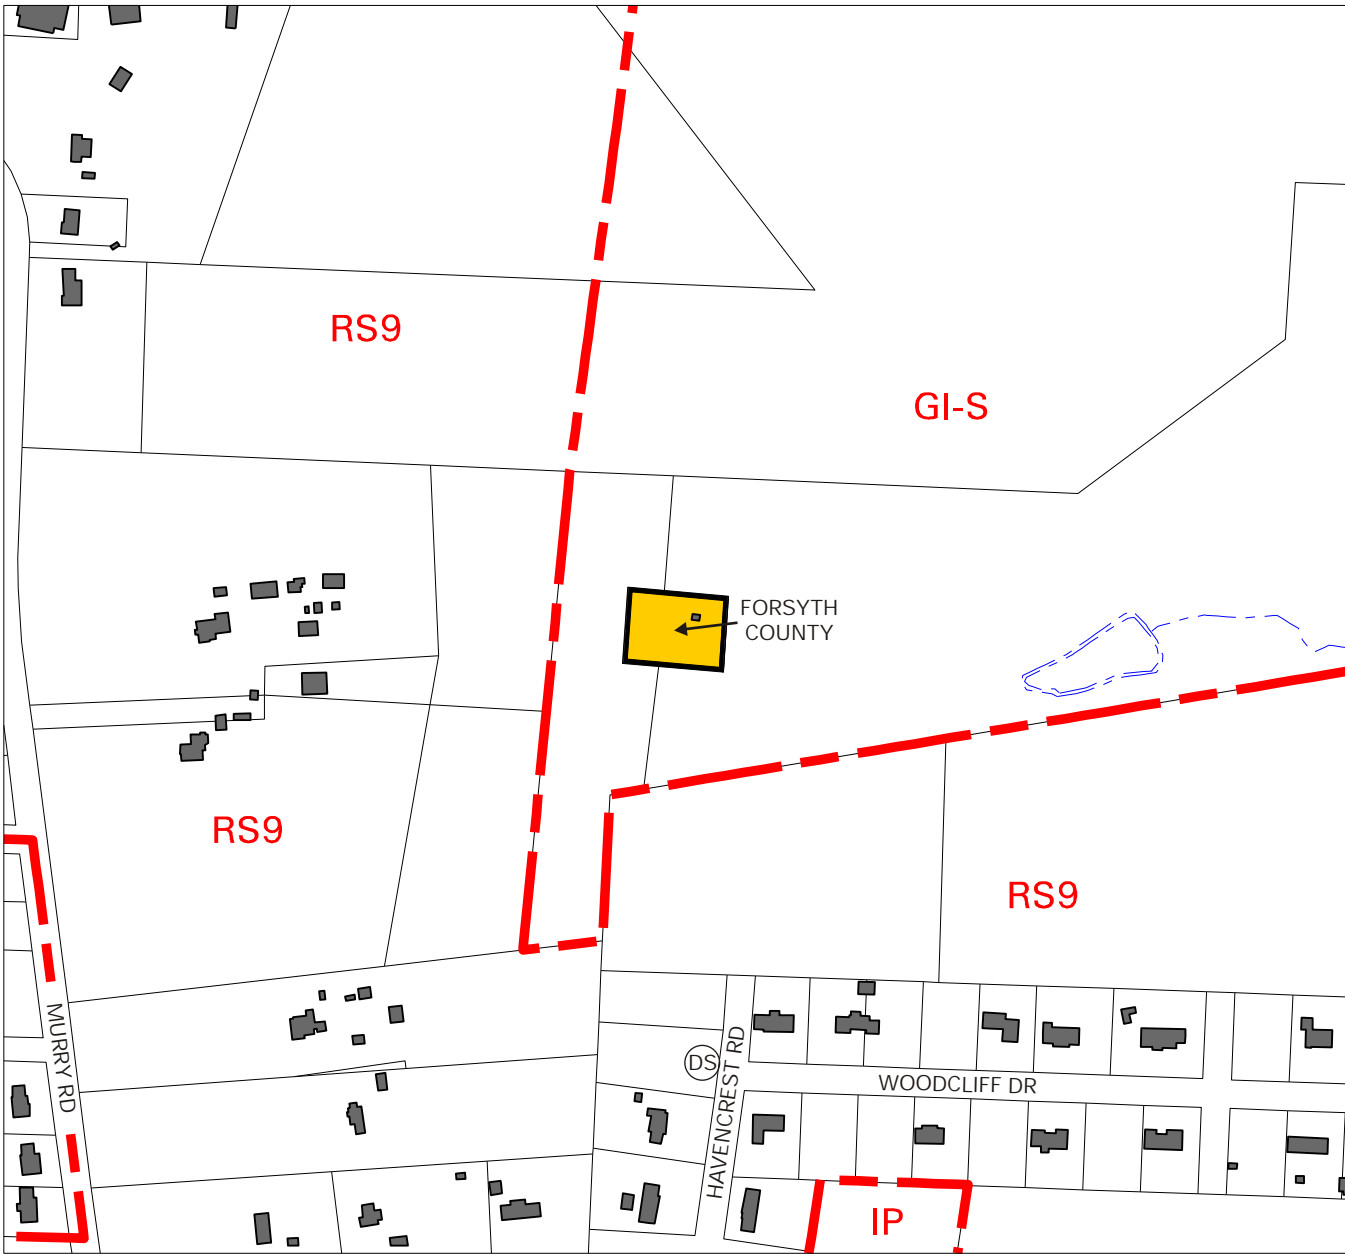 RS9
GI-S
FORSYTH
COUNTY
RS9
RS9
MURRY RD
DS
HAVENCREST RD
WOODCLIFF DR
IP